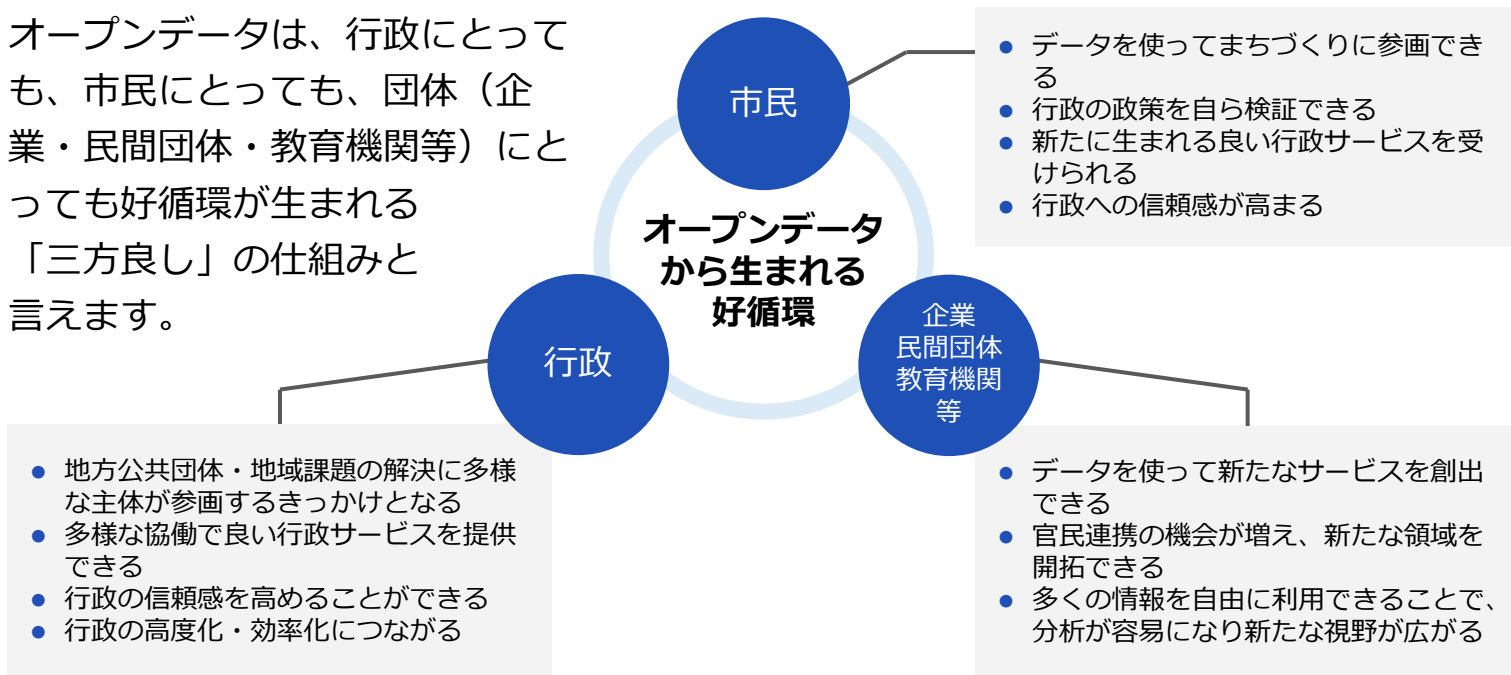 オープンデータは、行政にとって
も、市民にとっても、団体（企
業・民間団体・教育機関等）にと
っても好循環が生まれる
「三方良し」の仕組みと
言えます。
市民
● データを使ってまちづくりに参画でき
る
● 行政の政策を自ら検証できる
● 新たに生まれる良い行政サービスを受
けられる
● 行政への信頼感が高まる
オープンデータ
から生まれる
好循環
行政
企業
民間団体
教育機関
等
● 地方公共団体・地域課題の解決に多様
な主体が参画するきっかけとなる
● 多様な協働で良い行政サービスを提供
できる
● 行政の信頼感を高めることができる
● 行政の高度化・効率化につながる
● データを使って新たなサービスを創出
できる
● 官民連携の機会が増え、新たな領域を
開拓できる
● 多くの情報を自由に利用できることで、
分析が容易になり新たな視野が広がる